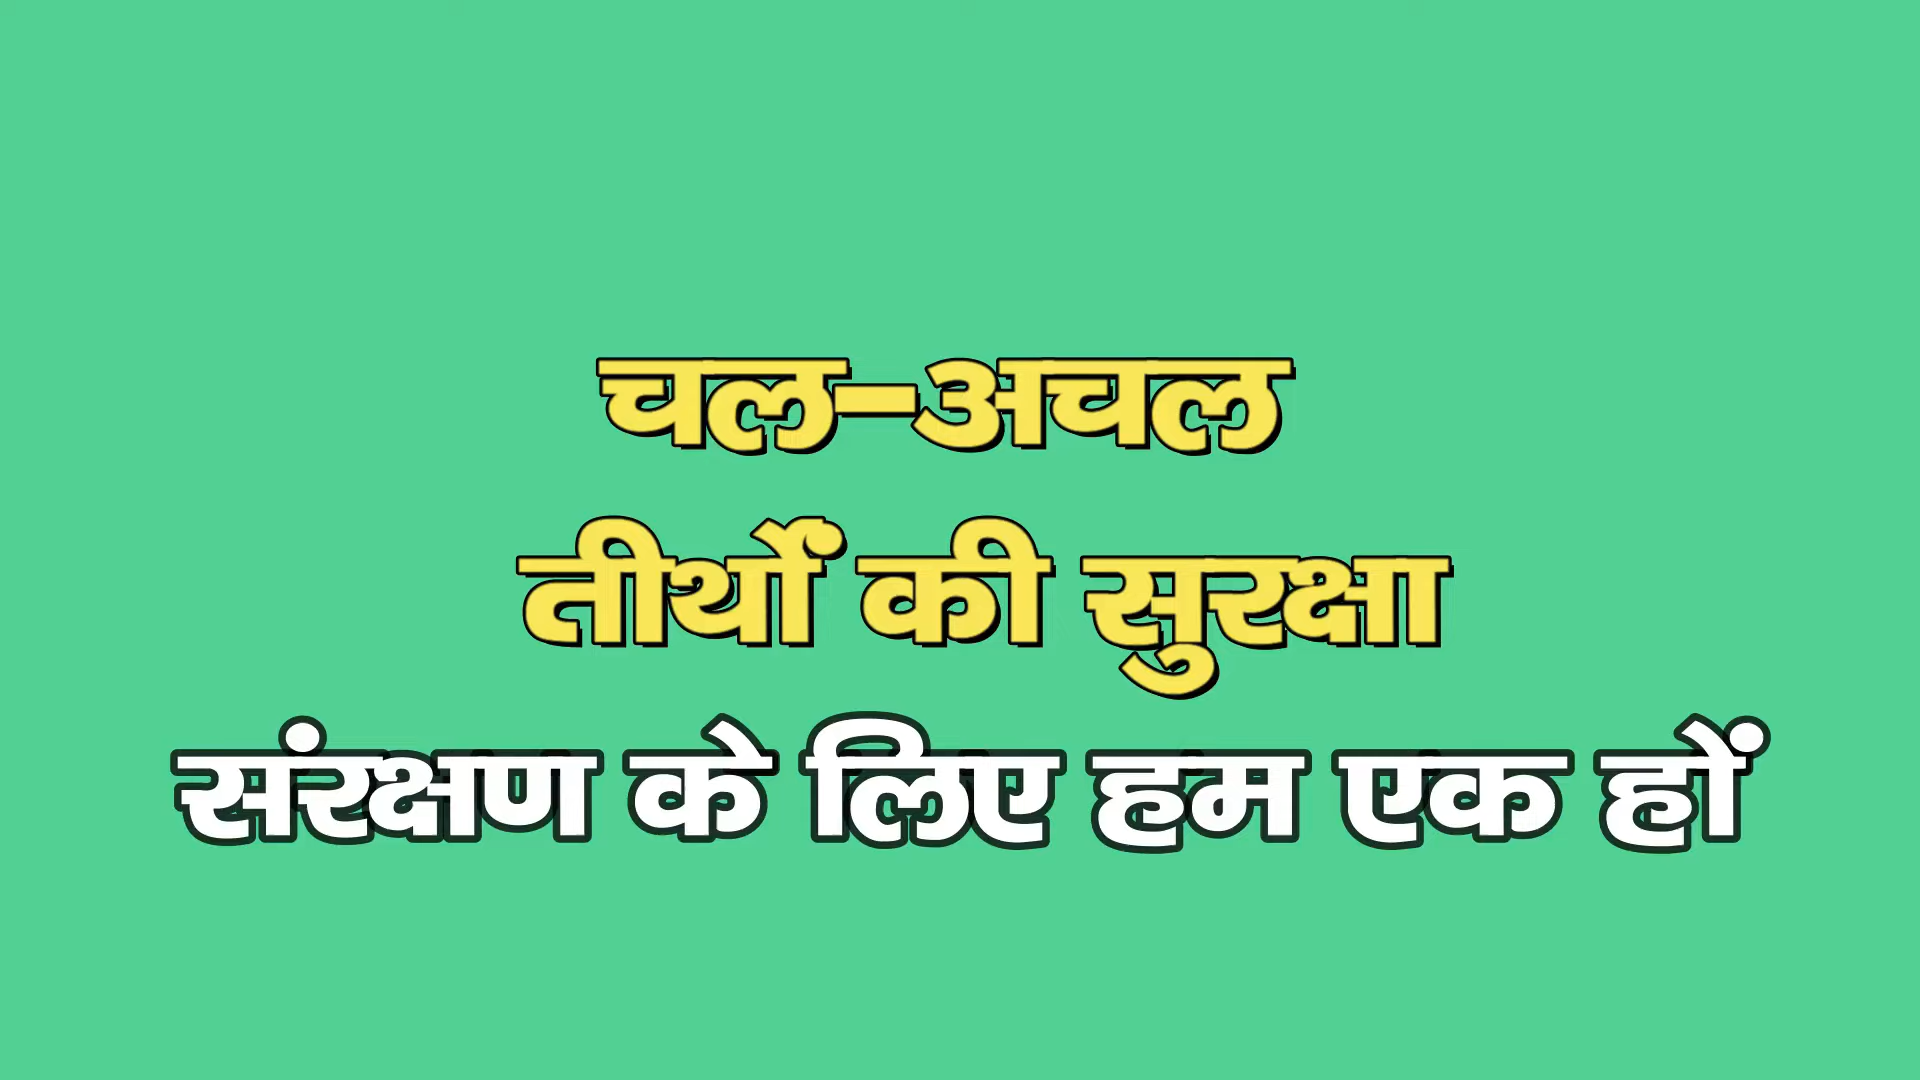 चल-अचल
तीर्थों की सुरक्षा
संरक्षण के लिए हम एक हों